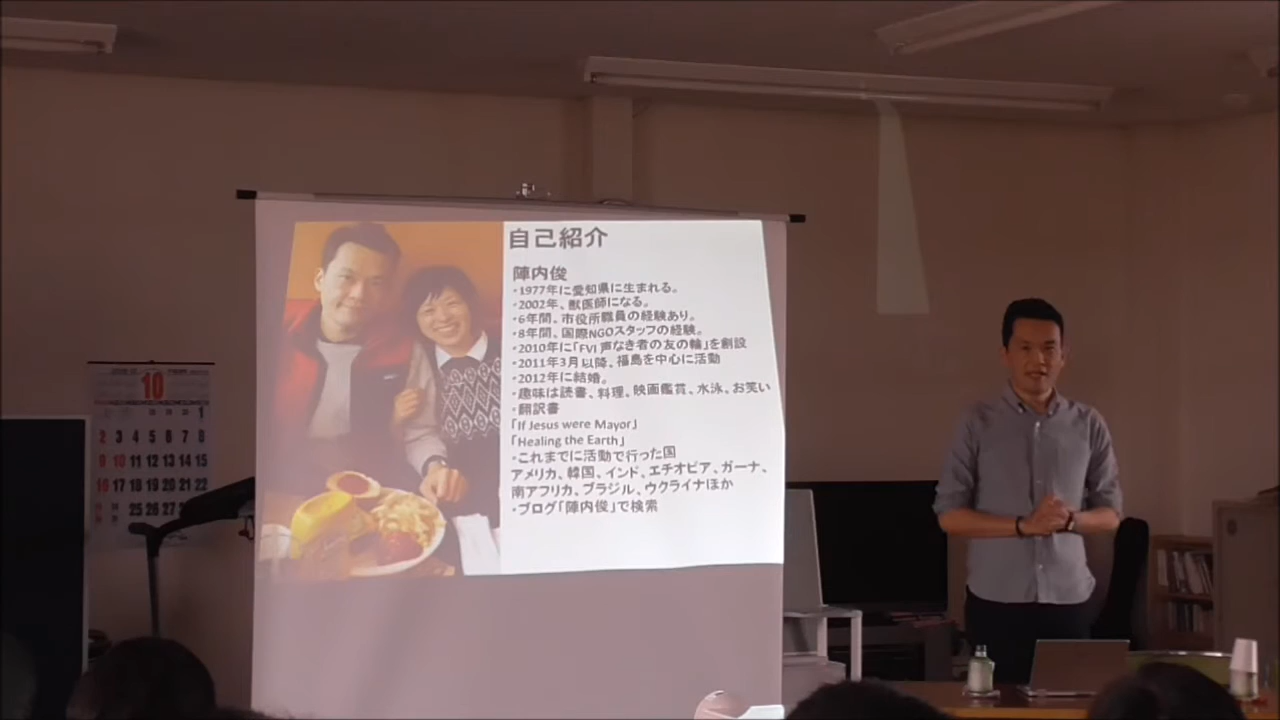 自己紹介
陣内俊
・1977年に愛知県に生まれる。
・2002年、獣医師になる。
・6年間、市役所職員の経験あり。
・8年間、国際NGOスタッフの経験。
・2010年に「FVI 声なき者の友の輪」を創設
・2011年3月以降、福島を中心に活動
・2012年に結婚。
・趣味は読書、料理、映画鑑賞、水泳、お笑い
・翻訳書
「If Jesus were Mayor」
「Healing the Earth」
・これまでに活動で行った国
アメリカ、韓国、インド、エチオピア、ガーナ、
南アフリカ、ブラジル、ウクライナほか
・ブログ「陣内俊」で検索
10
1
2 3 4 5 6 7 8
9 10 11 12 13 14 15
16 17 18 19 20 21 22
25 26 27 28